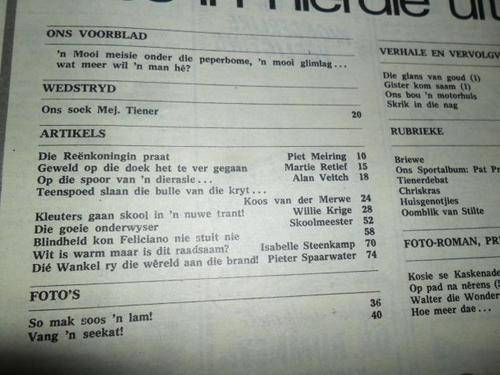 in hierdie uit
ONS VOORBLAD
'n Mooi meisie onder die peperbome, 'n mooi glimlag...
wat meer wil 'n man hê?
WEDSTRYD
Ons soek Mej. Tiener 20
ARTIKELS
Die Reënkoningin praat Piet Meiring 10
Geweld op die doek het te ver gegaan Martie Retief 15
Op die spoor van 'n dierasie... Alan Veitch 18
Teenspoed slaan die bulle van die kryt...
Koos van der Merwe 24
Kleuters gaan skool in 'n nuwe trant! Willie Krige 28
Die goeie onderwyser Skoolmeester 52
Blindheid kon Feliciano nie stuit nie 58
Wit is warm maar is dit raadsaam? Isabelle Steenkamp 70
Dié Wankel ry die wêreld aan die brand! Pieter Spaarwater 74
FOTO'S
So mak soos 'n lam! 36
Vang 'n seekat! 40
VERHALE EN VERVOLGV
Die glans van goud (1)
Gister kom saam (1)
Ons bou 'n motorhuis
Skrik in die nag
RUBRIEKE
Briewe
Ons Sportalbum: Pat Pr
Tienerdebat
Chriskras
Huisgenotjies
Oomblik van Stilte
FOTO-ROMAN, PR
Kosie se Kaskenade
Op pad na nêrens (
Walter die Wonder
Hoe meer dae...